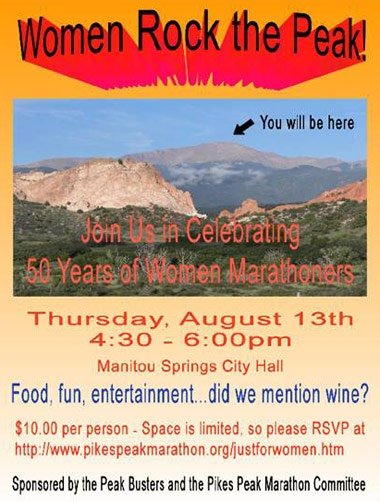 Women Rock the Peak!
You will be here
Join Us in Celebrating
50 Years of Women Marathoners
Thursday, August 13th
4:30 - 6:00pm
Manitou Springs City Hall
Food, fun, entertainment...did we mention wine?
$10.00 per person - Space is limited, so please RSVP at
http://www.pikespeakmarathon.org/justforwomen.htm
Sponsored by the Peak Busters and the Pikes Peak Marathon Committee